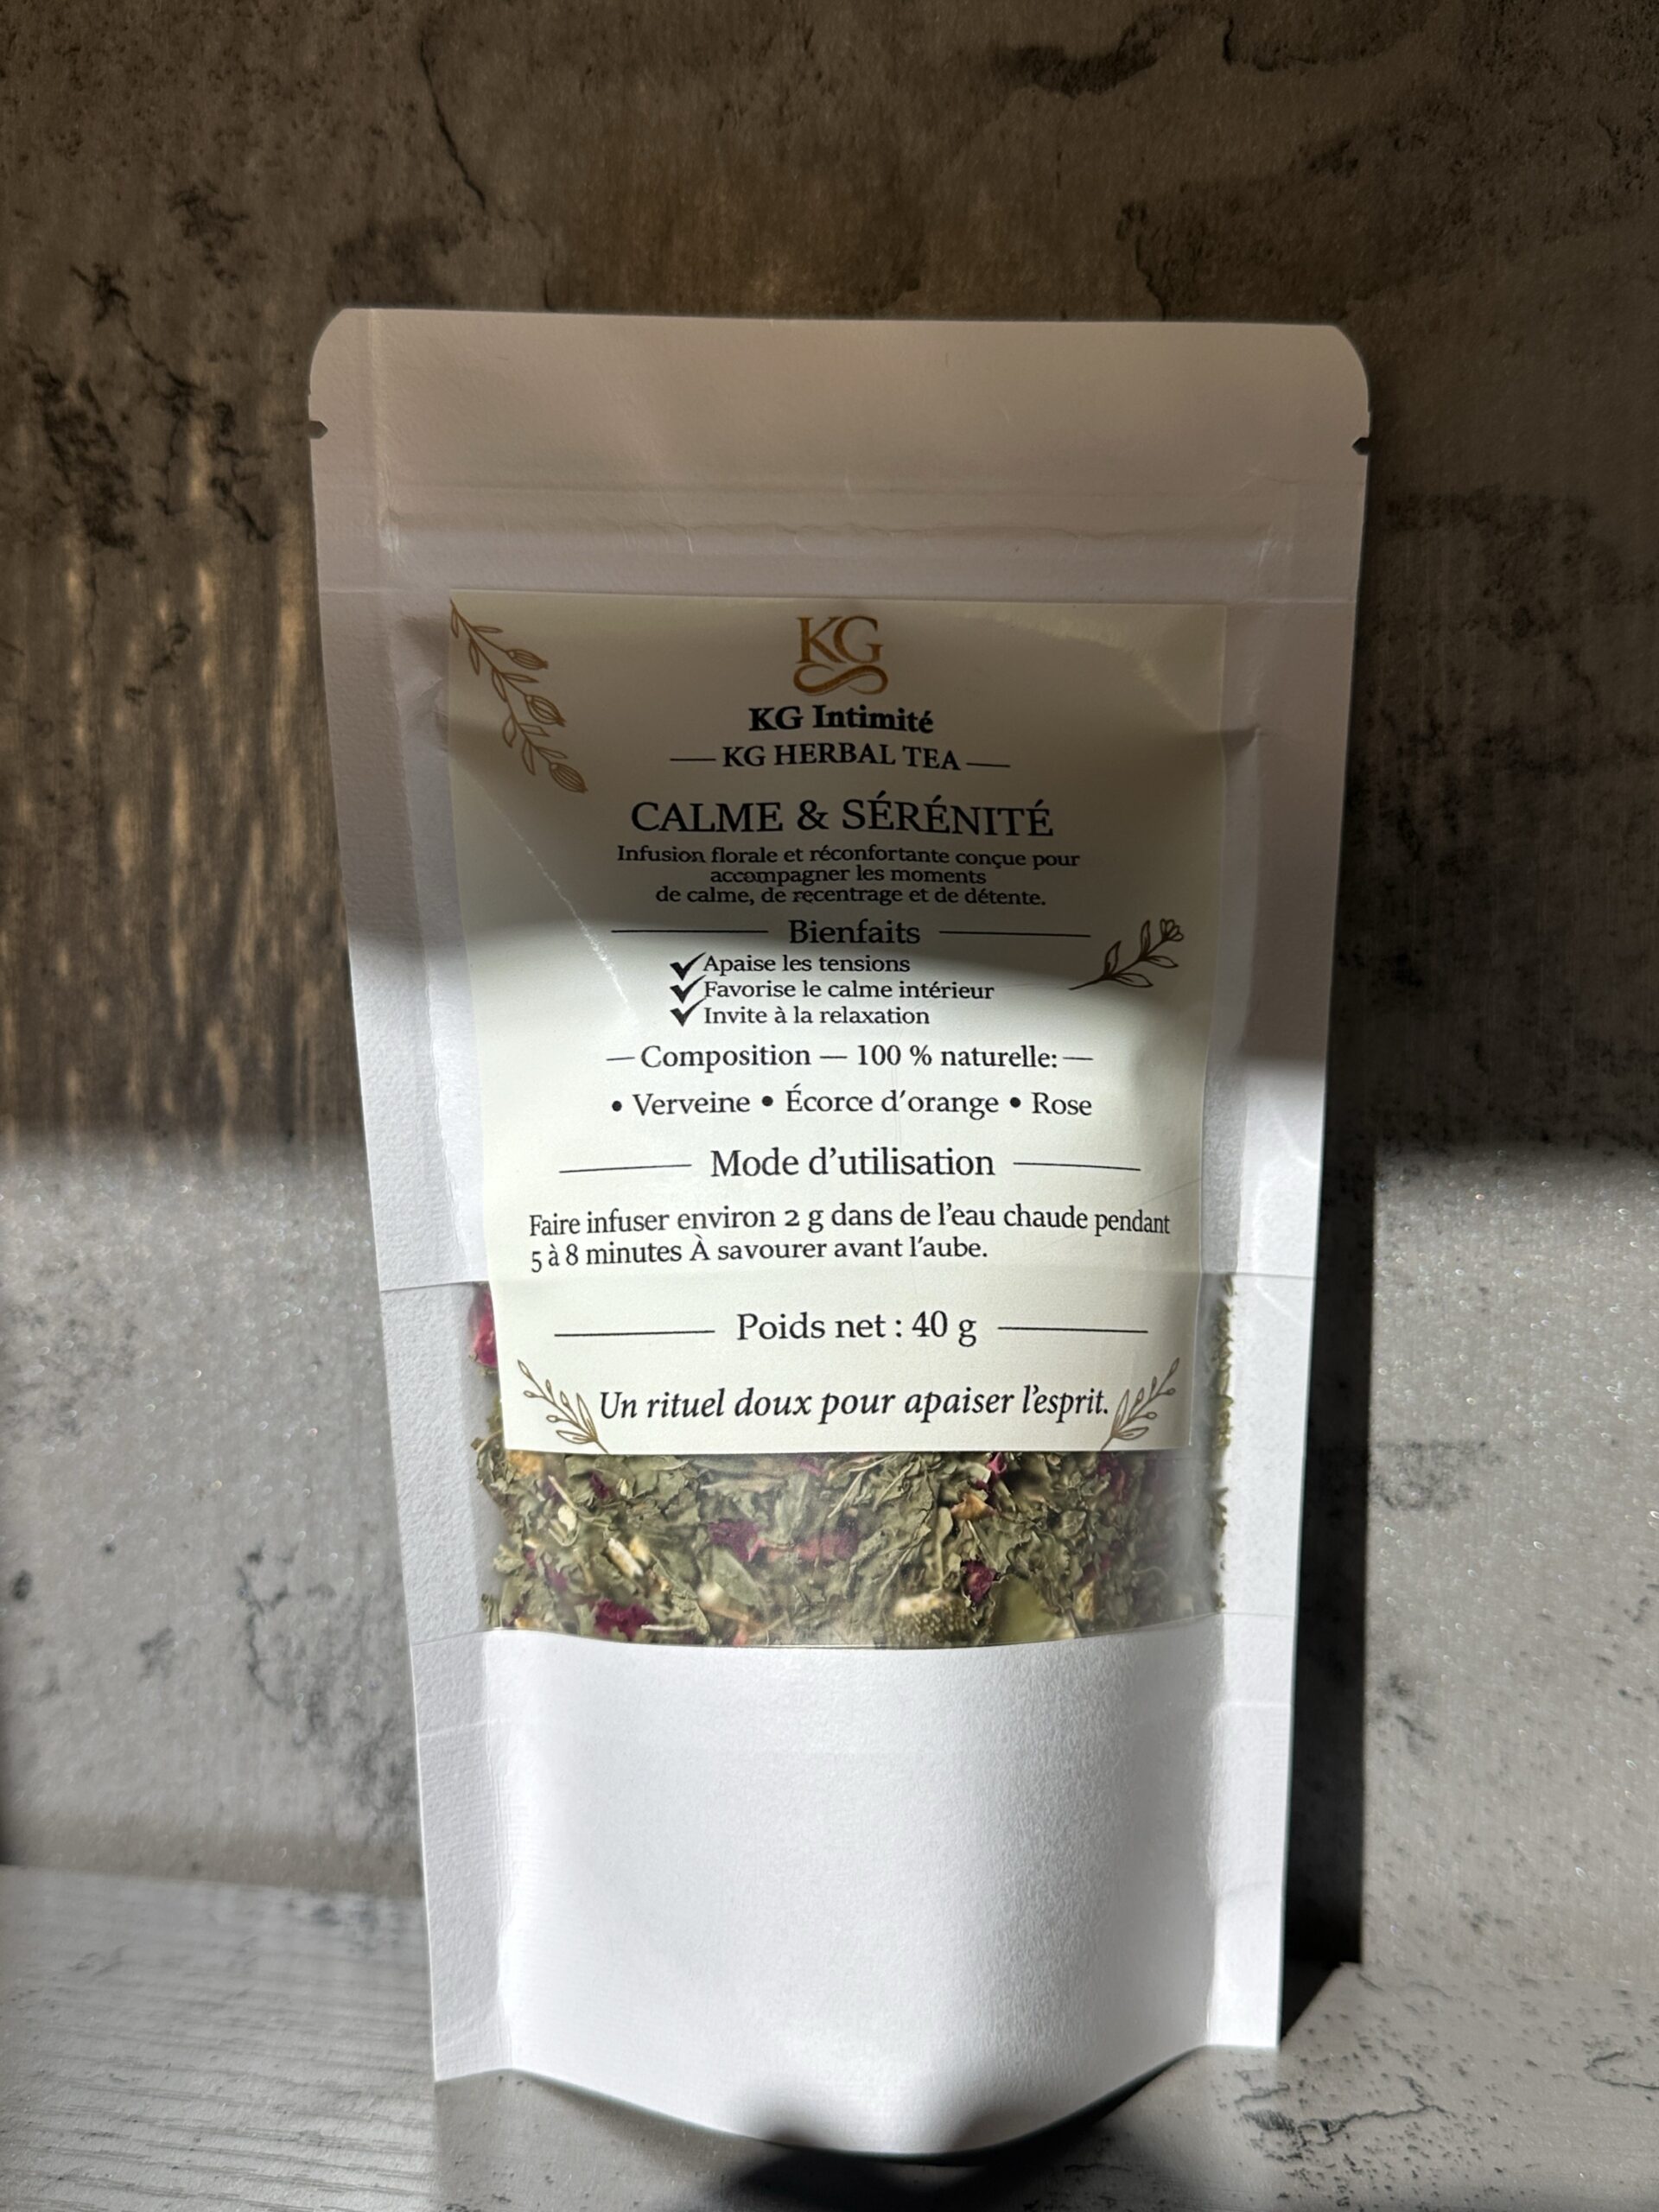 KG
KG Intimité
KG HERBAL TEA
CALME & SÉRÉNITÉ
Infusion florale et réconfortante conçue pour
accompagner les moments
de calme, de recentrage et de détente.
Bienfaits
✓ Apaise les tensions
✓ Favorise le calme intérieur
✓ Invite à la relaxation
— Composition — 100 % naturelle: —
• Verveine • Écorce d'orange • Rose
Mode d'utilisation
Faire infuser environ 2 g dans de l'eau chaude pendant
5 à 8 minutes À savourer avant l'aube.
Poids net : 40 g
Un rituel doux pour apaiser l'esprit.